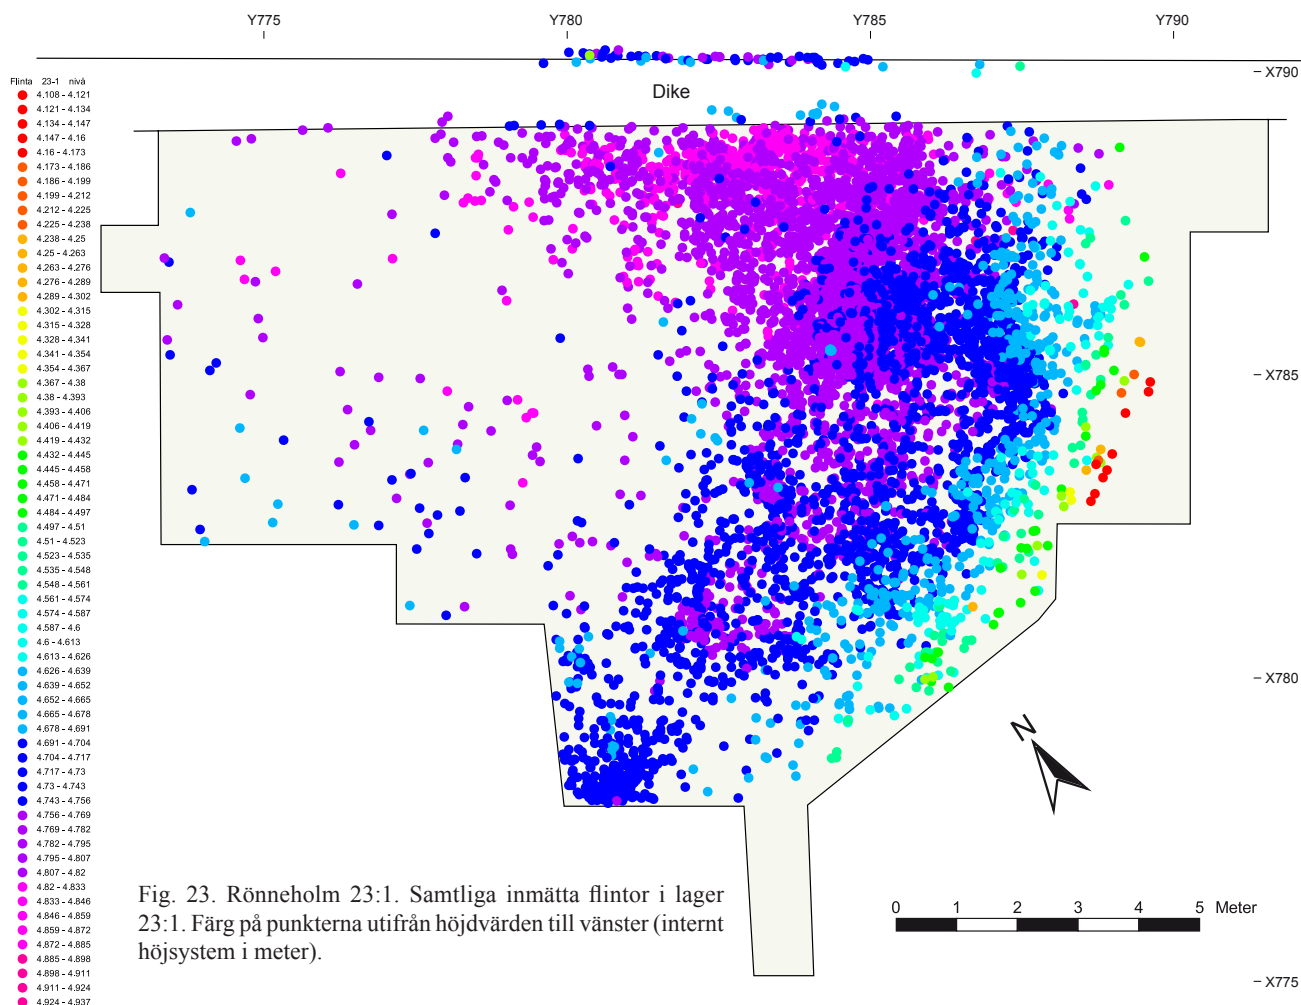 Y775 Y780 Y785 Y790
X790
Dike
Flinta 23-1 nivå
4.108 – 4.121
4.121 – 4.134
4.134 – 4.147
4.147 – 4.16
4.16 – 4.173
4.173 – 4.186
4.186 – 4.199
4.199 – 4.212
4.212 – 4.225
4.225 – 4.238
4.238 – 4.25
4.25 – 4.263
4.263 – 4.276
4.276 – 4.289
4.289 – 4.302
4.302 – 4.315
4.315 – 4.328
4.328 – 4.341
4.341 – 4.354
4.354 – 4.367
4.367 – 4.38
4.38 – 4.393
4.393 – 4.406
4.406 – 4.419
4.419 – 4.432
4.432 – 4.445
4.445 – 4.458
4.458 – 4.471
4.471 – 4.484
4.484 – 4.497
4.497 – 4.51
4.51 – 4.523
4.523 – 4.535
4.535 – 4.548
4.548 – 4.561
4.561 – 4.574
4.574 – 4.587
4.587 – 4.6
4.6 – 4.613
4.613 – 4.626
4.626 – 4.639
4.639 – 4.652
4.652 – 4.665
4.665 – 4.678
4.678 – 4.691
4.691 – 4.704
4.704 – 4.717
4.717 – 4.73
4.73 – 4.743
4.743 – 4.756
4.756 – 4.769
4.769 – 4.782
4.782 – 4.795
4.795 – 4.807
4.807 – 4.82
4.82 – 4.833
4.833 – 4.846
4.846 – 4.859
4.859 – 4.872
4.872 – 4.885
4.885 – 4.898
4.898 – 4.911
4.911 – 4.924
4.924 – 4.937
X785
X780
N
Fig. 23. Rönneholm 23:1. Samtliga inmätta flintor i lager
23:1. Färg på punkterna utifrån höjdvärden till vänster (internt
höjsystem i meter).
0 1 2 3 4 5 Meter
X775